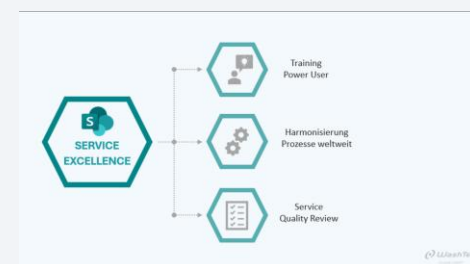 S
SERVICE
EXCELLENCE
Training
Power User
Harmonisierung
Prozesse weltweit
Service
Quality Review